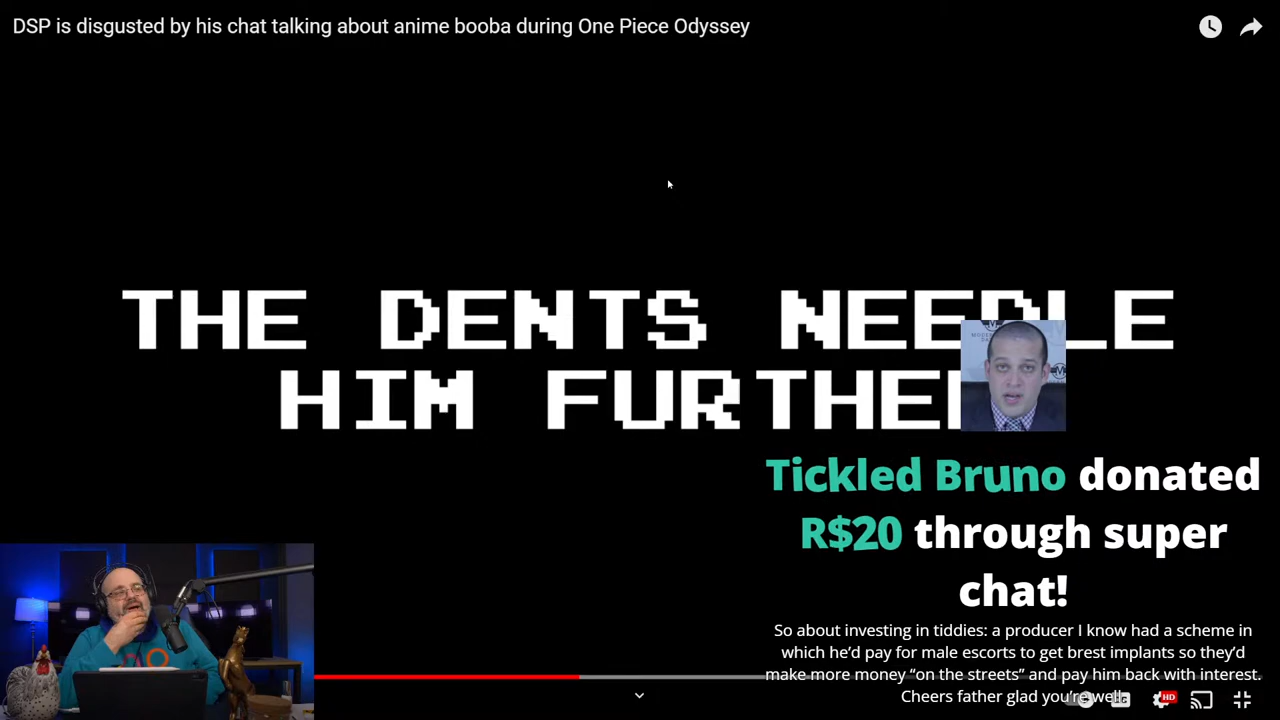 DSP is disgusted by his chat talking about anime booba during One Piece Odyssey
THE DENTS NEEDLE
HIM FURTHE
Tickled Bruno donated
R$20 through super
chat!
So about investing in tiddies: a producer I know had a scheme in
which he'd pay for male escorts to get brest implants so they'd
make more money “on the streets” and pay him back with interest.
Cheers father glad you're well.
HD